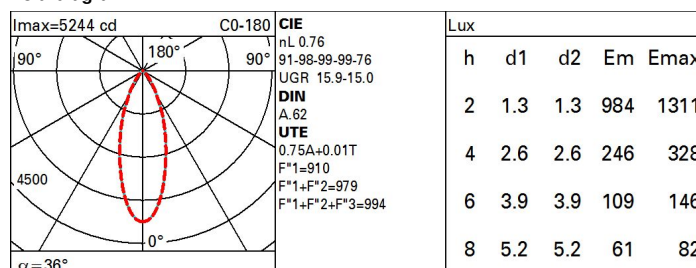 Imax=5244 cd C0-180
90° 180° 90°
4500
0°
α=36°
CIE
nL 0.76
91-98-99-99-76
UGR 15.9-15.0
DIN
A.62
UTE
0.75A+0.01T
F"1=910
F"1+F"2=979
F"1+F"2+F"3=994
Lux
h d1 d2 Em Emax
2 1.3 1.3 984 1311
4 2.6 2.6 246 328
6 3.9 3.9 109 146
8 5.2 5.2 61 82